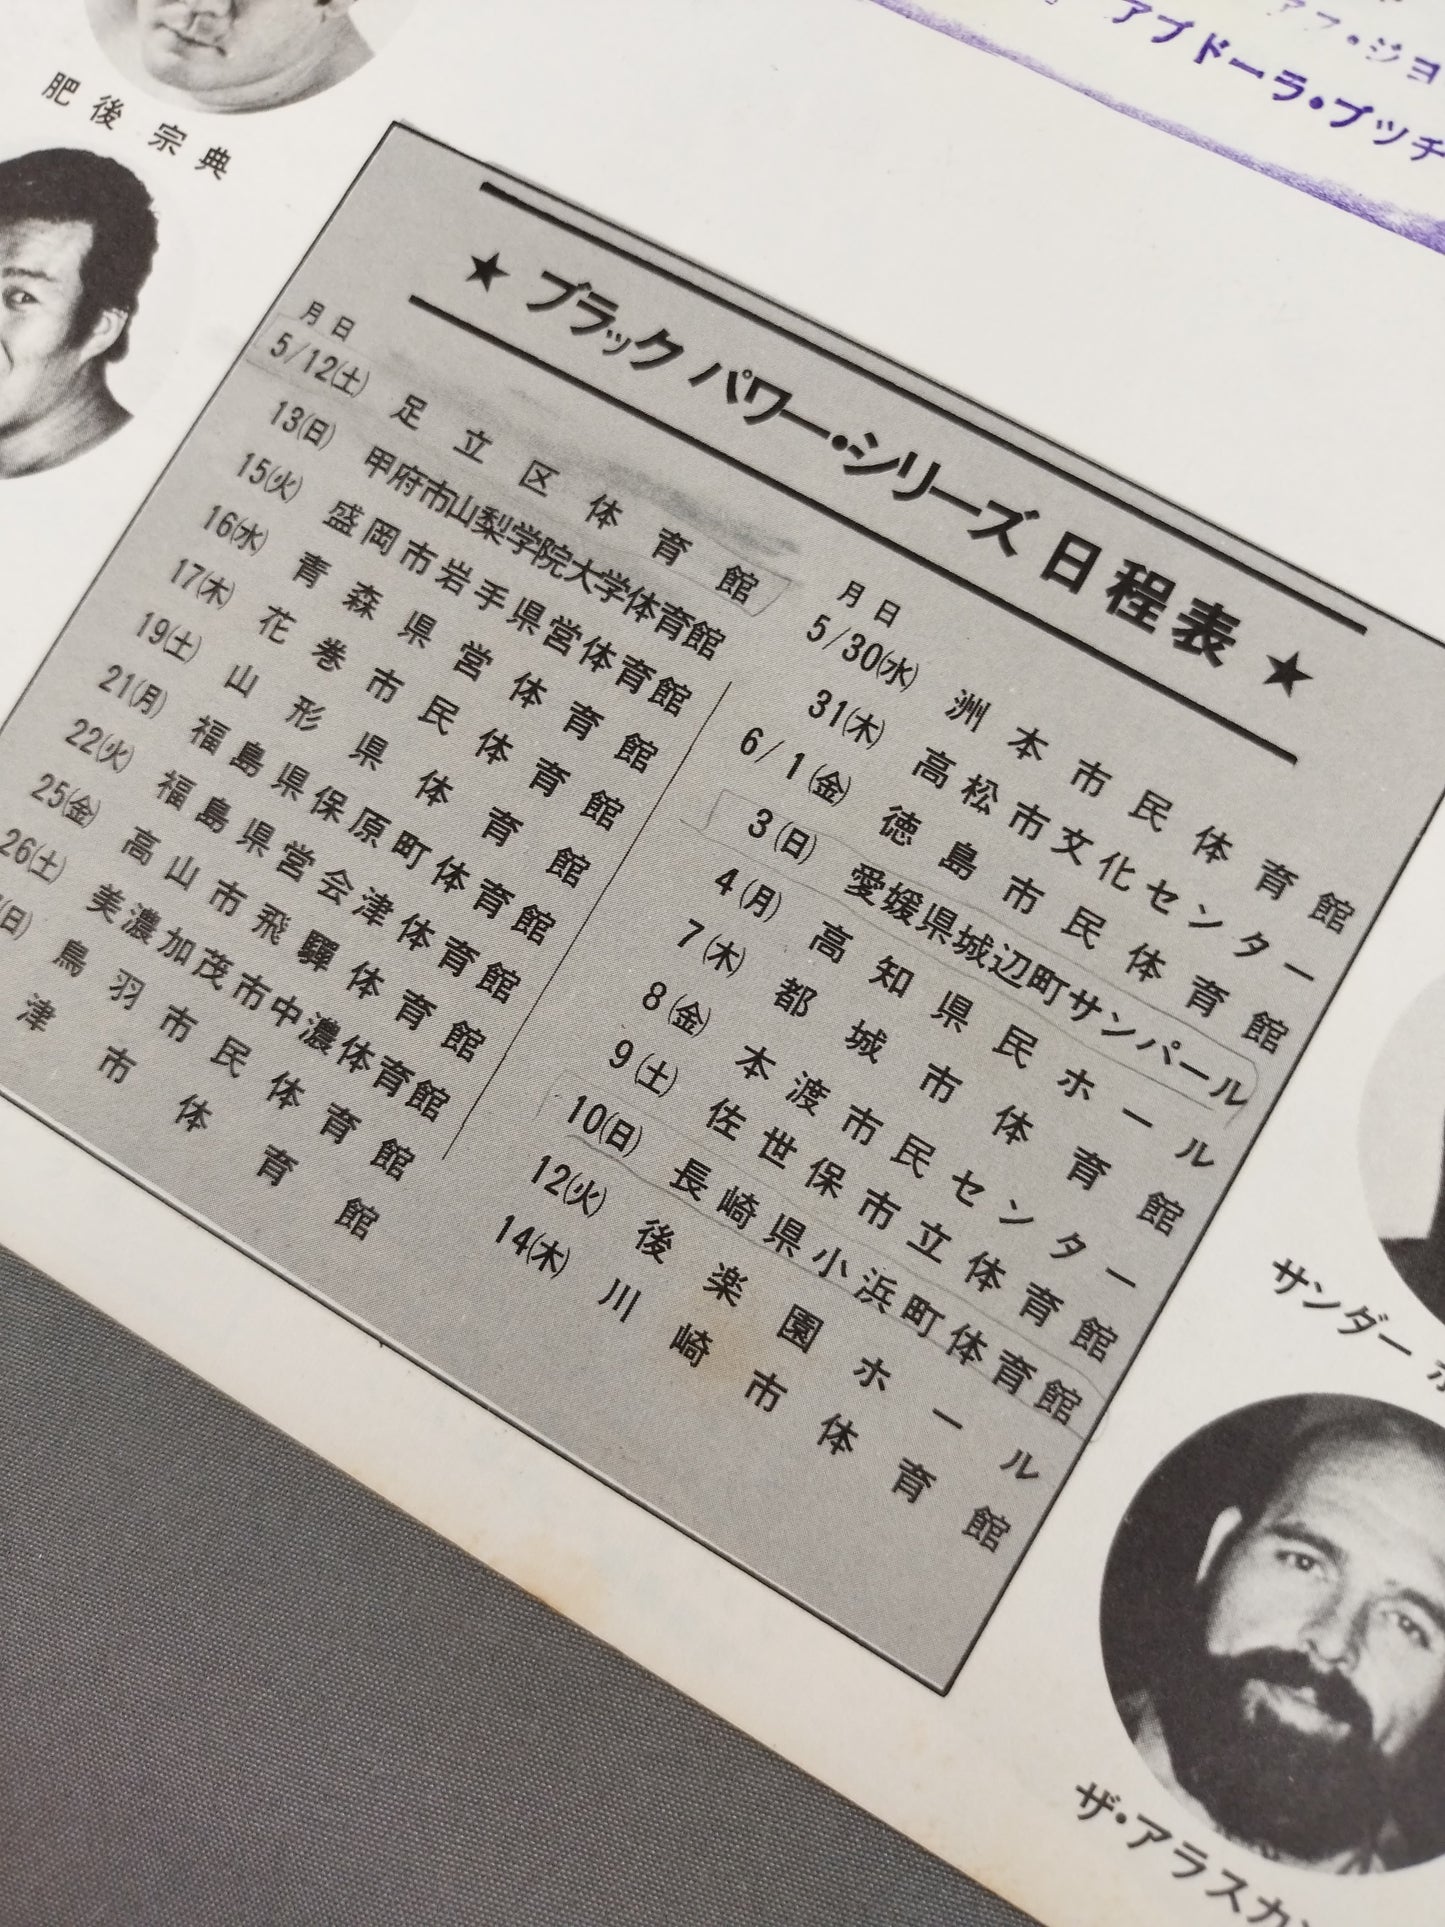 肥後宗典
アブドーラ・ブッチ
★ ブラック パワー・シリーズ 日程表 ★
月 日
5/12(土) 足立区体育館
13(日) 甲府市山梨学院大学体育館
15(火) 盛岡市岩手県営体育館
16(水) 青森県営体育館
17(木) 花巻市民体育館
19(土) 山形県体育館
21(月) 福島県保原町体育館
22(火) 福島県営会津体育館
25(金) 高山市飛驒体育館
26(土) 美濃加茂市中濃体育館
(日) 鳥羽市民体育館
津市体育館
月 日
5/30(水) 洲本市民体育館
31(木) 高松市文化センター
6/1(金) 徳島市民体育館
3(日) 愛媛県城辺町サンパール
4(月) 高知県民ホール
7(木) 都城市体育館
8(金) 本渡市民センター
9(土) 佐世保市立体育館
10(日) 長崎県小浜町体育館
12(火) 後楽園ホール
14(木) 川崎市体育館
サンダー
ザ・アラスカン